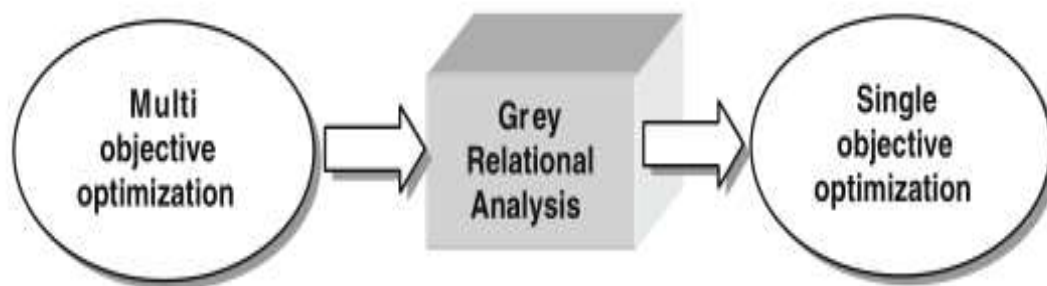 Multi
objective
optimization
Grey
Relational
Analysis
Single
objective
optimization